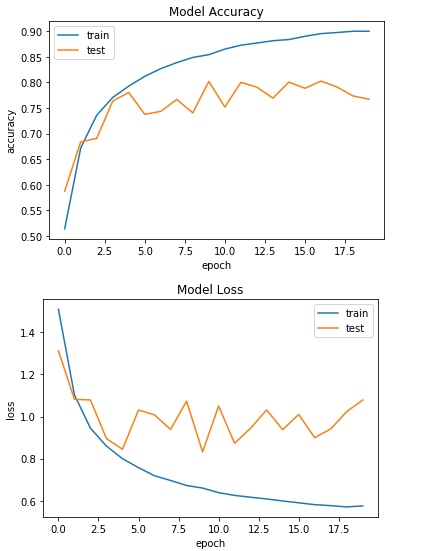 Model Accuracy
train
test
0.90
0.85
0.80
0.75
0.70
0.65
0.60
0.55
0.50
accuracy
0.0 2.5 5.0 7.5 10.0 12.5 15.0 17.5
epoch
Model Loss
train
test
1.4
1.2
1.0
0.8
0.6
loss
0.0 2.5 5.0 7.5 10.0 12.5 15.0 17.5
epoch